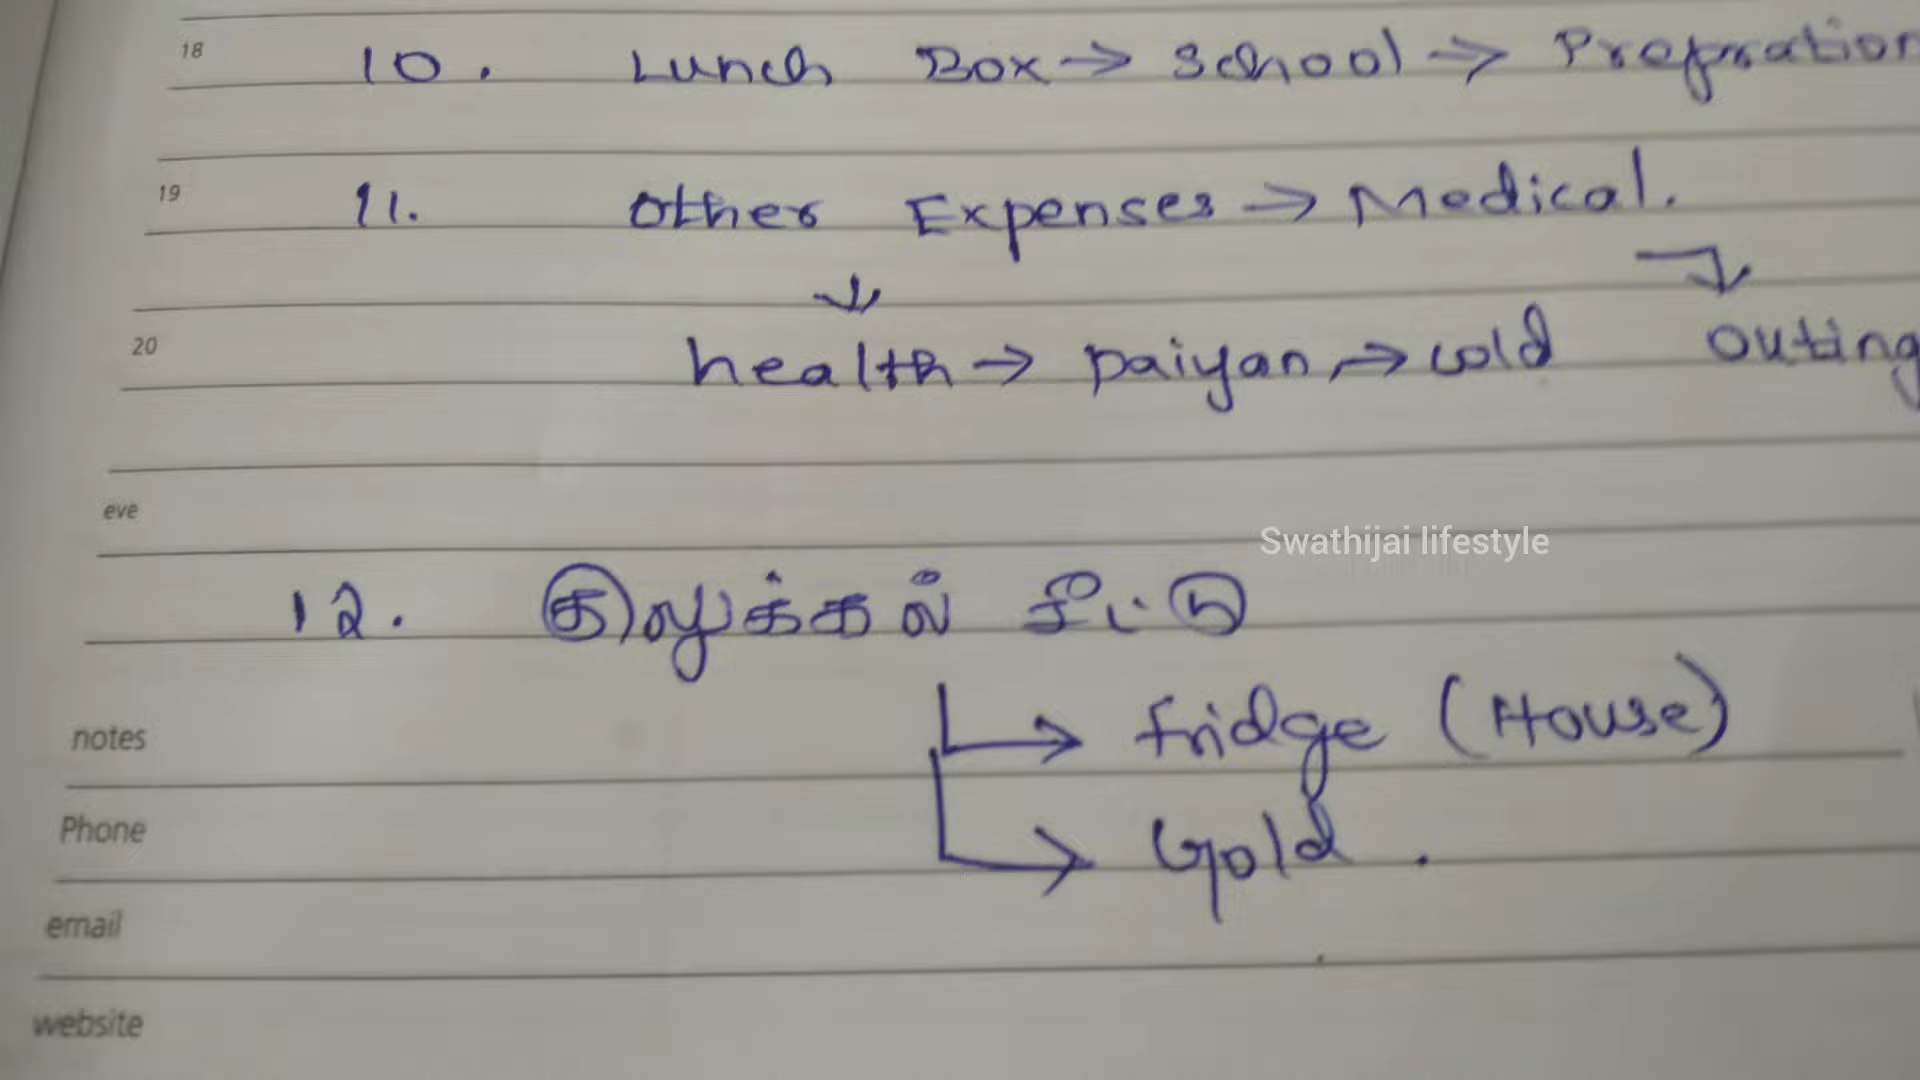 18 10. Lunch Box → School → Prepration
19 11. Other Expenses → Medical.
20 health → paiyan → cold outing
eve
Swathijai lifestyle
12. குலுக்கல் சீட்டு
notes → fridge (House)
Phone → Gold.
email
website